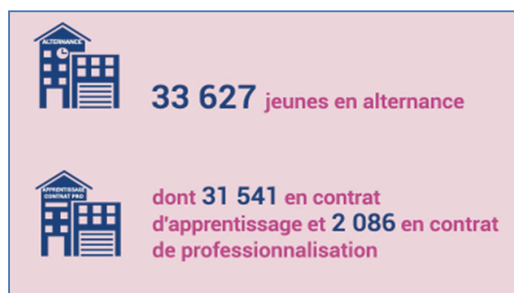 ALTERNANCE
33 627 jeunes en alternance
APPRENTISSAGE
CONTRAT PRO
dont 31 541 en contrat
d'apprentissage et 2 086 en contrat
de professionnalisation